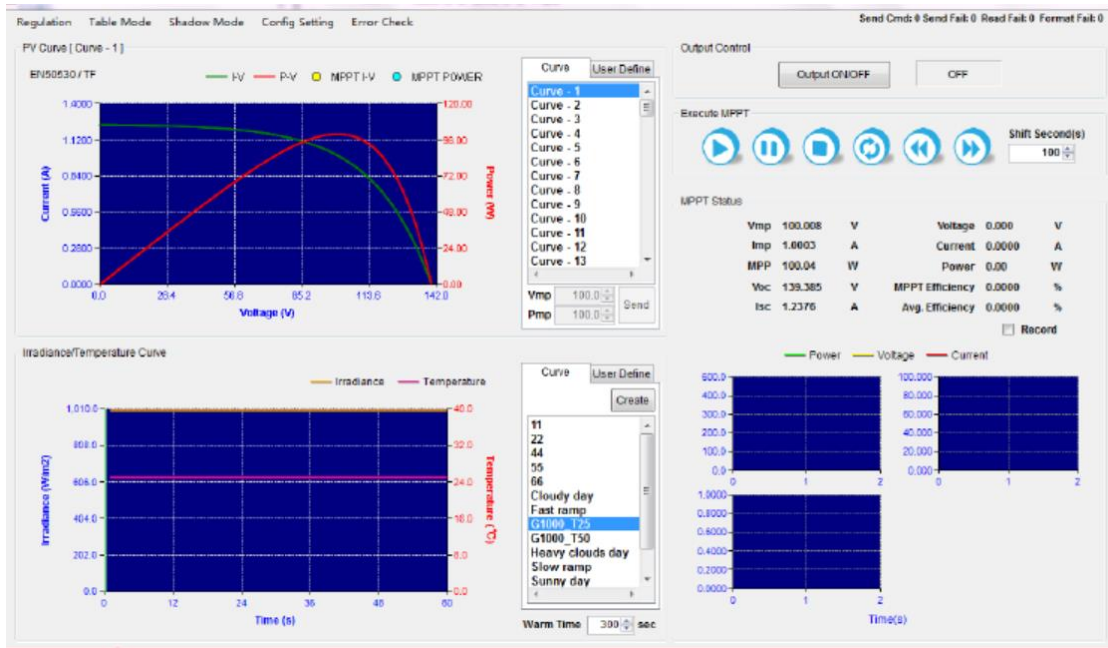 Regulation Table Mode Shadow Mode Config Setting Error Check
Send Cmd: 0 Send Fail: 0 Read Fail: 0 Format Fail: 0
PV Curve [ Curve - 1 ]
EN50530 / TF
I-V P-V MPPT I-V MPPT POWER
1.4000
1.1200
0.8400
0.5600
0.2800
0.0000
Current (A)
120.00
96.00
72.00
48.00
24.00
0.00
Power (W)
0.0 28.4 56.8 85.2 113.6 142.0
Voltage (V)
Curve User Define
Curve - 1
Curve - 2
Curve - 3
Curve - 4
Curve - 5
Curve - 6
Curve - 7
Curve - 8
Curve - 9
Curve - 10
Curve - 11
Curve - 12
Curve - 13
Vmp 100.0
Pmp 100.0
Send
Output Control
Output ON/OFF OFF
Execute MPPT
Shift Second(s)
100
MPPT Status
Vmp 100.008 V Voltage 0.000 V
Imp 1.0003 A Current 0.0000 A
MPP 100.04 W Power 0.00 W
Voc 139.385 V MPPT Efficiency 0.0000 %
Isc 1.2376 A Avg. Efficiency 0.0000 %
Record
Irradiance/Temperature Curve
Irradiance Temperature
1,010.0
808.0
606.0
404.0
202.0
0.0
Irradiance (W/m2)
40.0
32.0
24.0
16.0
8.0
0.0
Temperature (℃)
0 12 24 36 48 60
Time (s)
Curve User Define
Create
11
22
44
55
66
Cloudy day
Fast ramp
G1000_T25
G1000_T50
Heavy clouds day
Slow ramp
Sunny day
Warm Time 300 sec
Power Voltage Current
600.0
400.0
300.0
200.0
100.0
0.0
0 1 2
100.000
80.000
60.000
40.000
20.000
0.000
0 1 2
1.0000
0.8000
0.6000
0.4000
0.2000
0.0000
0 1 2
Time(s)